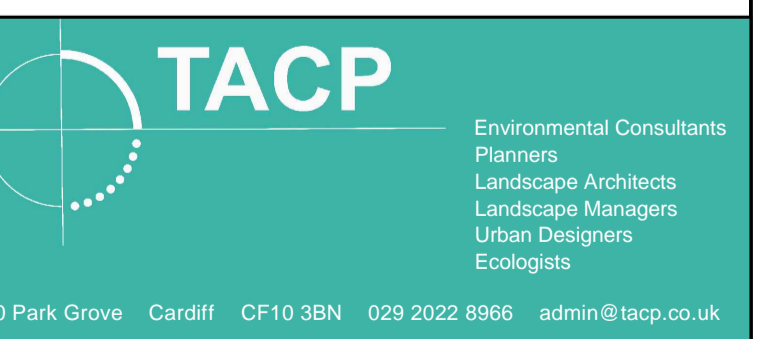 TACP
Environmental Consultants
Planners
Landscape Architects
Landscape Managers
Urban Designers
Ecologists
Park Grove Cardiff CF10 3BN 029 2022 8966 admin@tacp.co.uk